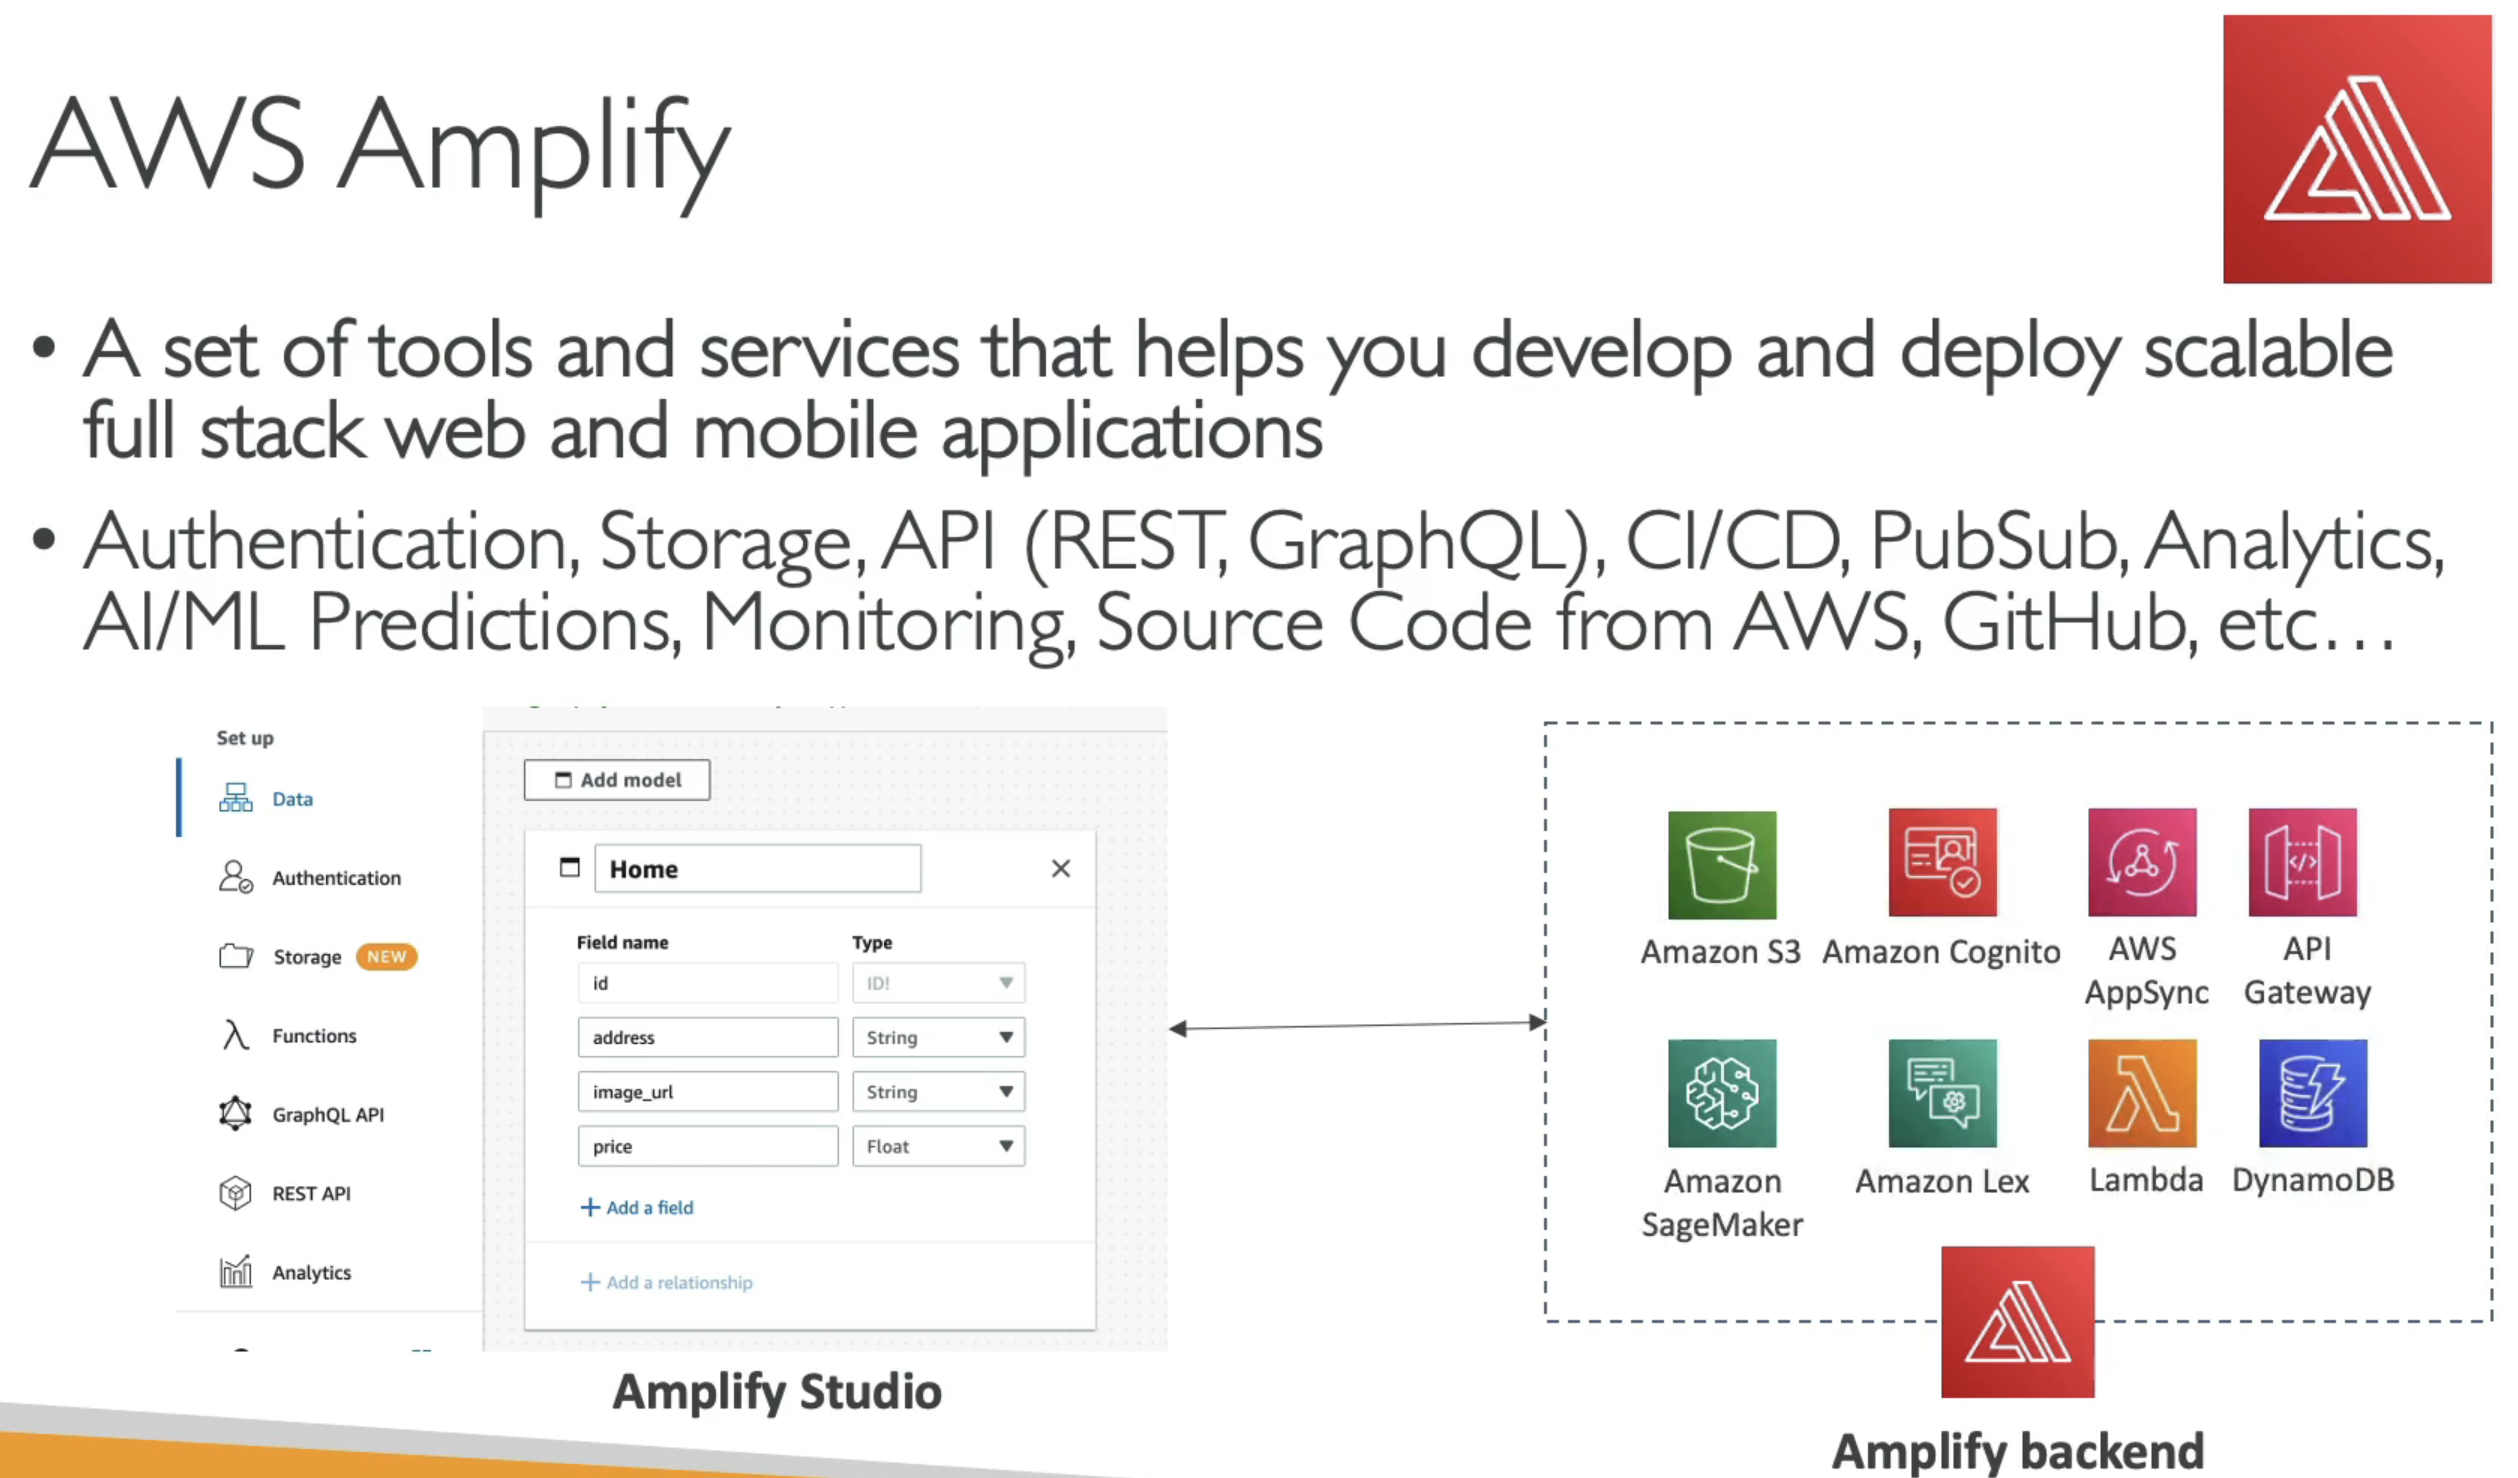 AWS Amplify
• A set of tools and services that helps you develop and deploy scalable
full stack web and mobile applications
• Authentication, Storage, API (REST, GraphQL), CI/CD, PubSub, Analytics,
AI/ML Predictions, Monitoring, Source Code from AWS, GitHub, etc…
Set up
Data
Authentication
Storage NEW
Functions
GraphQL API
REST API
Analytics
Add model
Home
Field name Type
id ID!
address String
image_url String
price Float
+ Add a field
+ Add a relationship
Amplify Studio
Amazon S3
Amazon Cognito
AWS
AppSync
API
Gateway
Amazon
SageMaker
Amazon Lex
Lambda
DynamoDB
Amplify backend